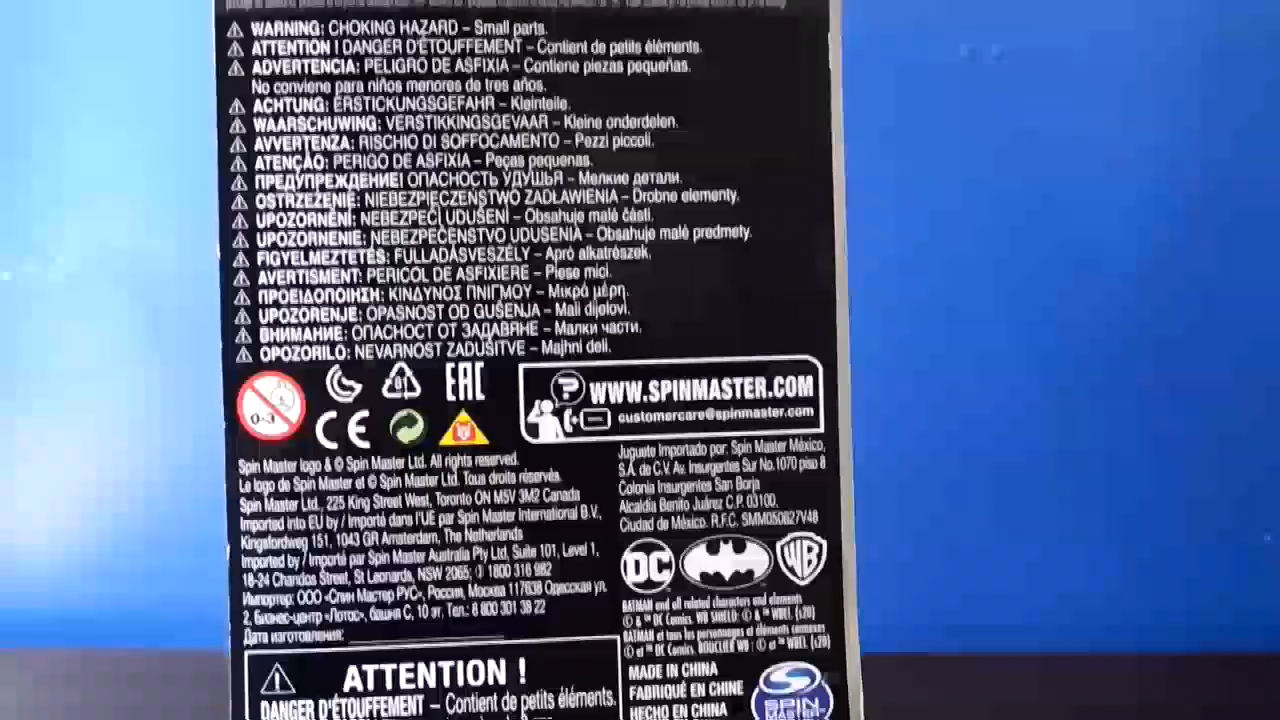 WARNING: CHOKING HAZARD – Small parts.
ATTENTION ! DANGER D'ÉTOUFFEMENT – Contient de petits éléments.
ADVERTENCIA: PELIGRO DE ASFIXIA – Contiene piezas pequeñas.
No conviene para niños menores de tres años.
ACHTUNG: ERSTICKUNGSGEFAHR – Kleinteile.
WAARSCHUWING: VERSTIKKINGSGEVAAR – Kleine onderdelen.
AVVERTENZA: RISCHIO DI SOFFOCAMENTO – Pezzi piccoli.
ATENÇÃO: PERIGO DE ASFIXIA – Peças pequenas.
ПРЕДУПРЕЖДЕНИЕ! ОПАСНОСТЬ УДУШЬЯ – Мелкие детали.
OSTRZEŻENIE: NIEBEZPIECZEŃSTWO ZADŁAWIENIA – Drobne elementy.
UPOZORNĚNÍ: NEBEZPEČÍ UDUŠENÍ – Obsahuje malé části.
UPOZORNENIE: NEBEZPEČENSTVO UDUSENIA – Obsahuje malé predmety.
FIGYELMEZTETÉS: FULLADÁSVESZÉLY – Apró alkatrészek.
AVERTISMENT: PERICOL DE ASFIXIERE – Piese mici.
ΠΡΟΕΙΔΟΠΟΙΗΣΗ: ΚΙΝΔΥΝΟΣ ΠΝΙΓΜΟΥ – Μικρά μέρη.
UPOZORENJE: OPASNOST OD GUŠENJA – Mali dijelovi.
ВНИМАНИЕ: ОПАСНОСТ ОТ ЗАДАВЯНЕ – Малки части.
OPOZORILO: NEVARNOST ZADUŠITVE – Majhni deli.
0-3
01
EAC
CE
WWW.SPINMASTER.COM
customercare@spinmaster.com
Spin Master logo & © Spin Master Ltd. All rights reserved.
Le logo de Spin Master et © Spin Master Ltd. Tous droits réservés.
Spin Master Ltd., 225 King Street West, Toronto ON M5V 3M2 Canada
Imported into EU by / Importé dans l'UE par Spin Master International B.V.,
Kingsfordweg 151, 1043 GR Amsterdam, The Netherlands
Imported by / Importé par Spin Master Australia Pty Ltd, Suite 101, Level 1,
18-24 Chandos Street, St Leonards, NSW 2065; 1800 316 982
Импортер: ООО «Спин Мастер РУС», Россия, Москва 117638 Одесская ул.
2, Бизнес-центр «Лотос», башня С, 10 эт. Тел.: 8 800 301 38 22
Дата изготовления:
Juguete Importado por: Spin Master México,
S.A. de C.V. Av. Insurgentes Sur No.1070 piso 8
Colonia Insurgentes San Borja
Alcaldía Benito Juárez C.P. 03100.
Ciudad de México. R.F.C. SMM050827V48
DC
WB
BATMAN and all related characters and elements
© & ™ DC Comics. WB SHIELD: © & ™ WBEI. (s20)
BATMAN et tous les personnages et éléments connexes
© et ™ DC Comics. BOUCLIER WB : © et ™ WBEI. (s20)
MADE IN CHINA
FABRIQUÉ EN CHINE
HECHO EN CHINA
SPIN MASTER
ATTENTION !
DANGER D'ÉTOUFFEMENT – Contient de petits éléments.